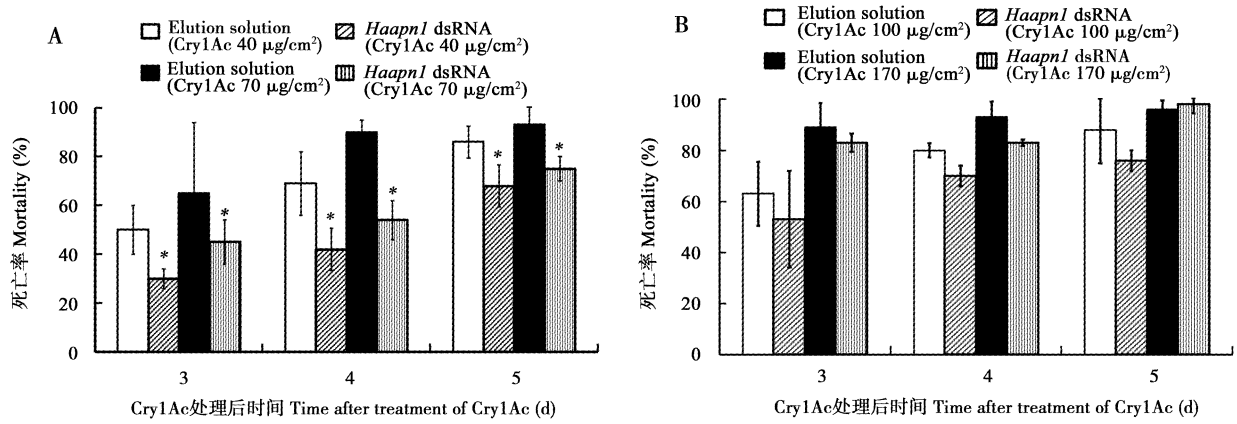 A
Elution solution
(Cry1Ac 40 μg/cm²)
Haapn1 dsRNA
(Cry1Ac 40 μg/cm²)
Elution solution
(Cry1Ac 70 μg/cm²)
Haapn1 dsRNA
(Cry1Ac 70 μg/cm²)
死亡率 Mortality (%)
100
80
60
40
20
0
*
*
*
*
*
*
3
4
5
Cry1Ac处理后时间 Time after treatment of Cry1Ac (d)
B
Elution solution
(Cry1Ac 100 μg/cm²)
Haapn1 dsRNA
(Cry1Ac 100 μg/cm²)
Elution solution
(Cry1Ac 170 μg/cm²)
Haapn1 dsRNA
(Cry1Ac 170 μg/cm²)
死亡率 Mortality (%)
100
80
60
40
20
0
3
4
5
Cry1Ac处理后时间 Time after treatment of Cry1Ac (d)